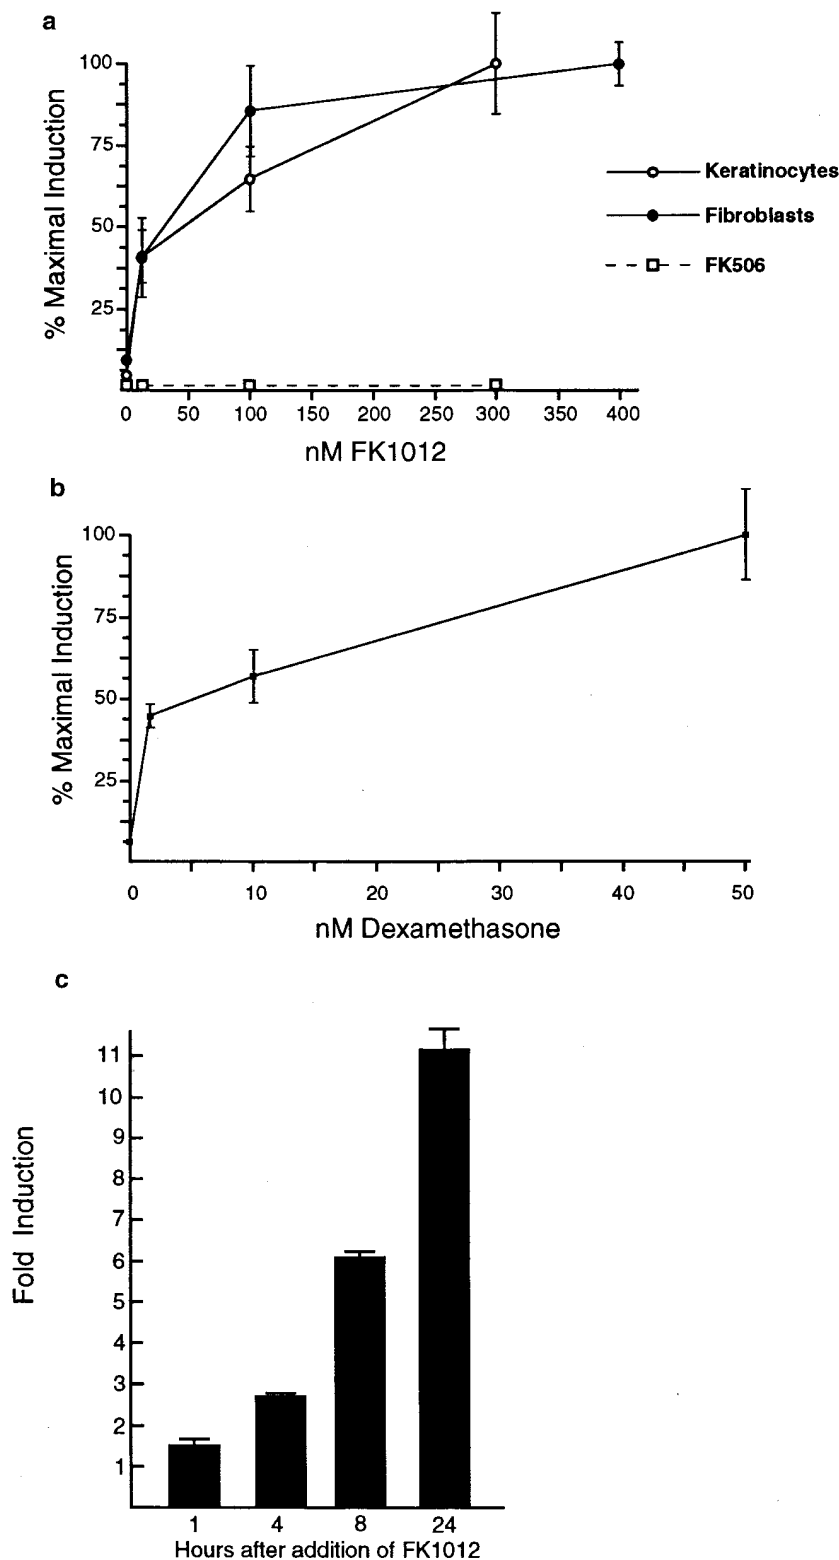 a
% Maximal Induction
100
75
50
25
0 50 100 150 200 250 300 350 400
nM FK1012
Keratinocytes
Fibroblasts
FK506
b
% Maximal Induction
100
75
50
25
0 10 20 30 40 50
nM Dexamethasone
c
Fold Induction
11
10
9
8
7
6
5
4
3
2
1
1 4 8 24
Hours after addition of FK1012